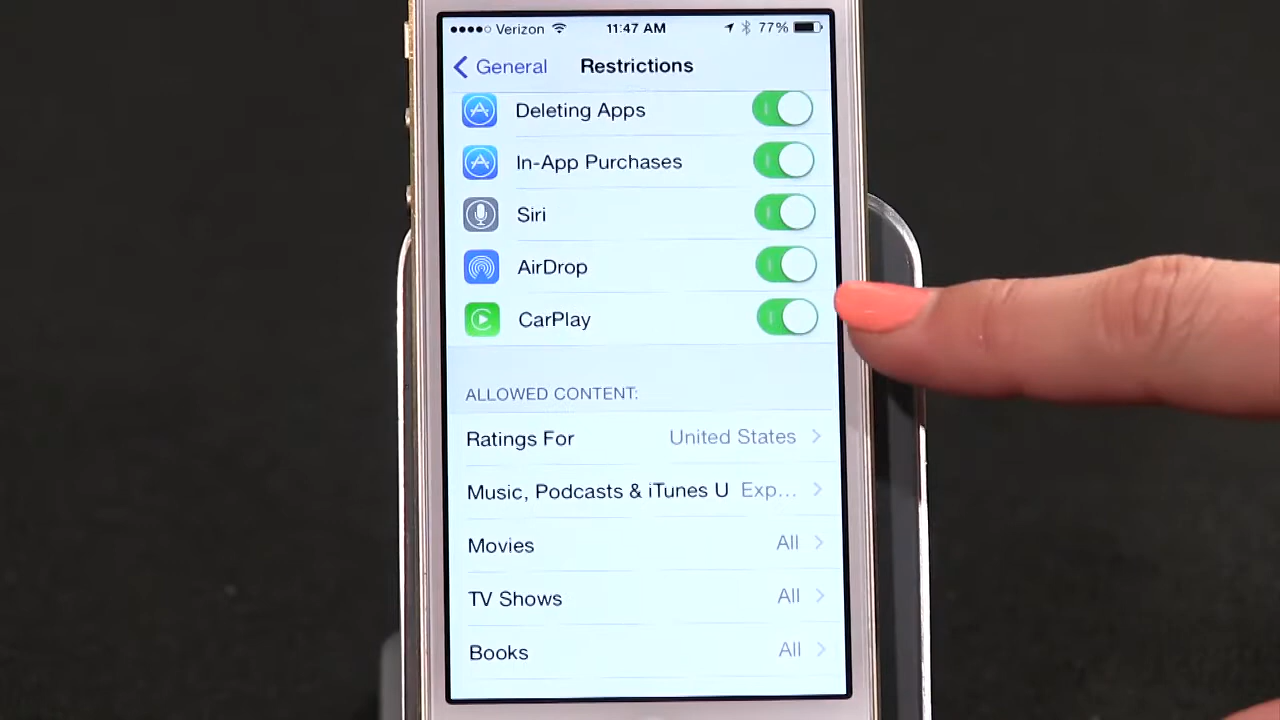 Verizon 11:47 AM 77%
General Restrictions
Deleting Apps
In-App Purchases
Siri
AirDrop
CarPlay
ALLOWED CONTENT:
Ratings For United States
Music, Podcasts & iTunes U Exp...
Movies All
TV Shows All
Books All